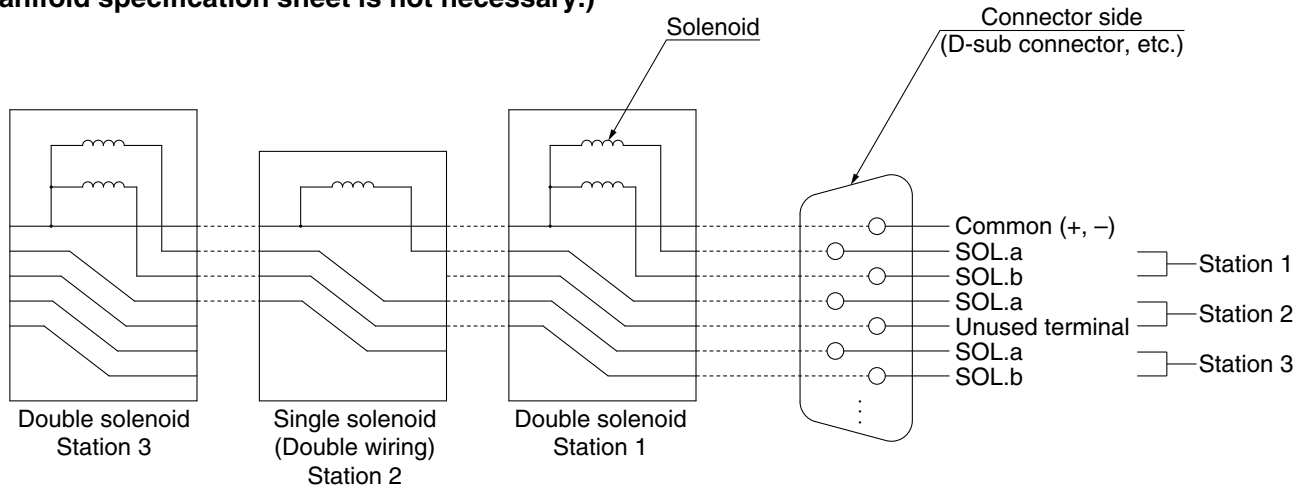 anifold specification sheet is not necessary.)
Solenoid
Connector side
(D-sub connector, etc.)
Common (+, –)
SOL.a
SOL.b
Station 1
SOL.a
Unused terminal
Station 2
SOL.a
SOL.b
Station 3
Double solenoid
Station 3
Single solenoid
(Double wiring)
Station 2
Double solenoid
Station 1